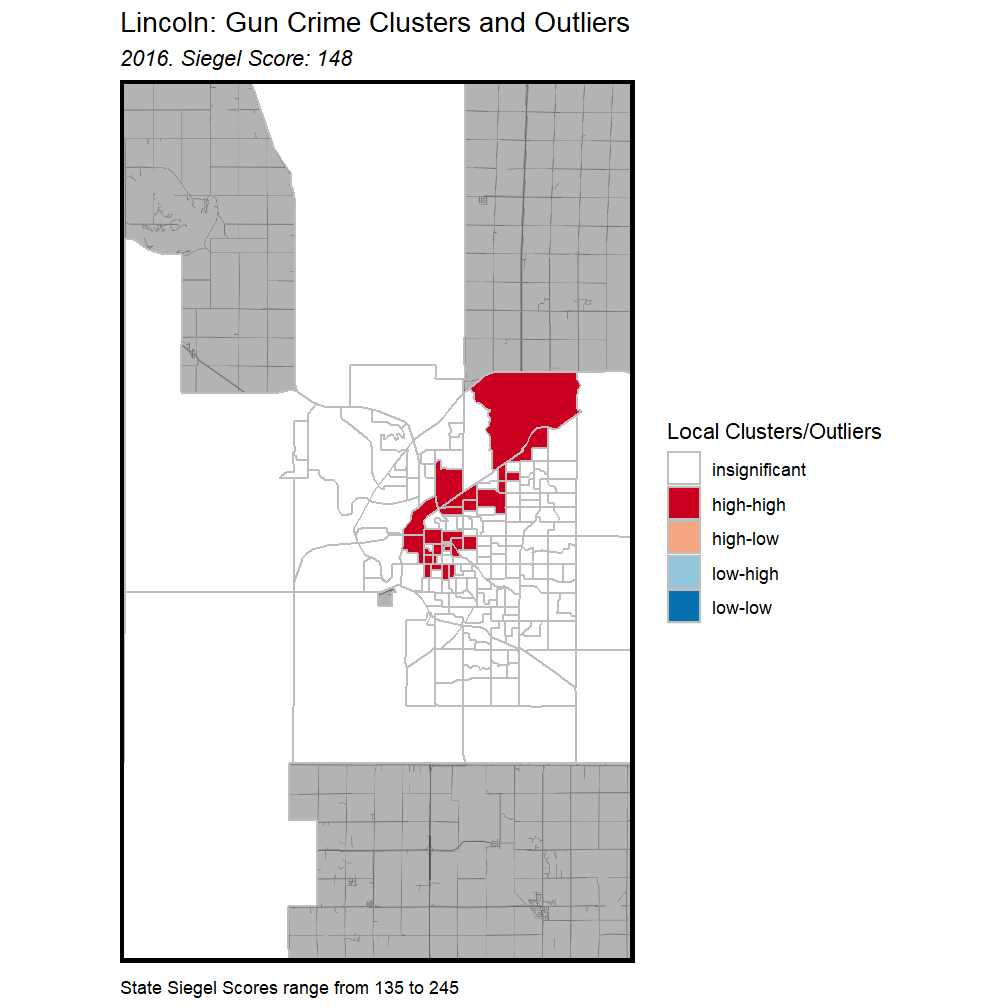 Lincoln: Gun Crime Clusters and Outliers
2016. Siegel Score: 148
Local Clusters/Outliers
insignificant
high-high
high-low
low-high
low-low
State Siegel Scores range from 135 to 245